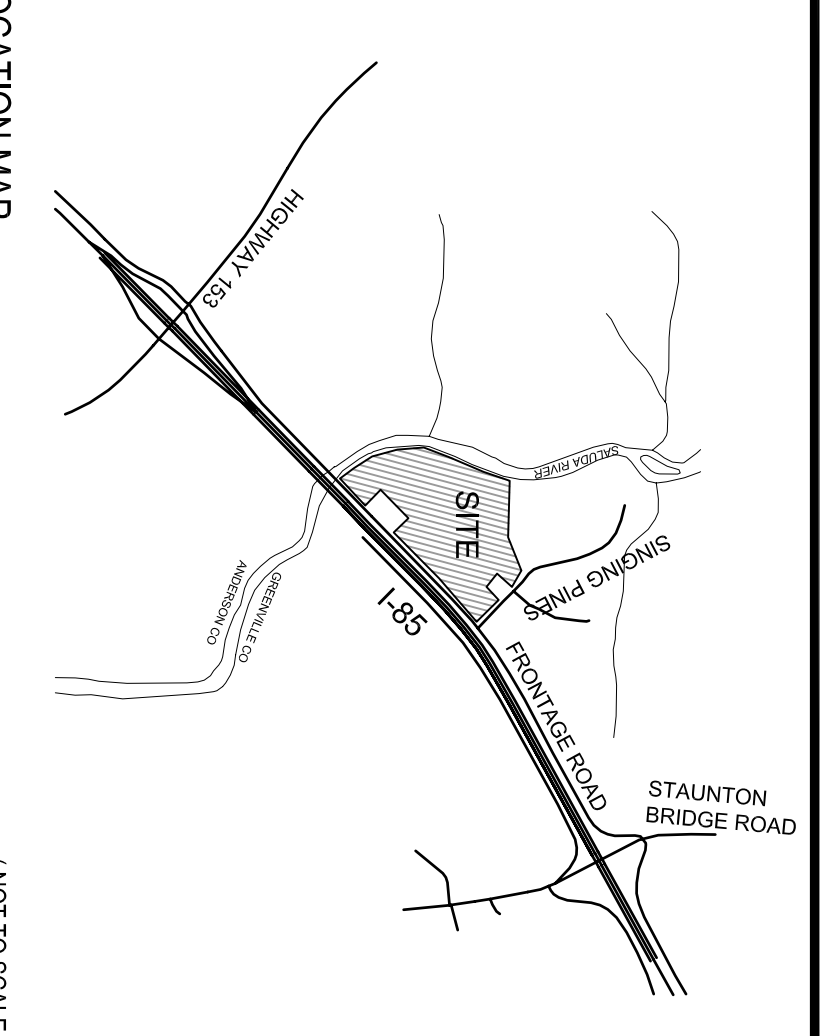 HIGHWAY 153
SALUDA RIVER
SITE
SINGING PINES
I-85
ANDERSON CO
GREENVILLE CO
FRONTAGE ROAD
STAUNTON
BRIDGE ROAD